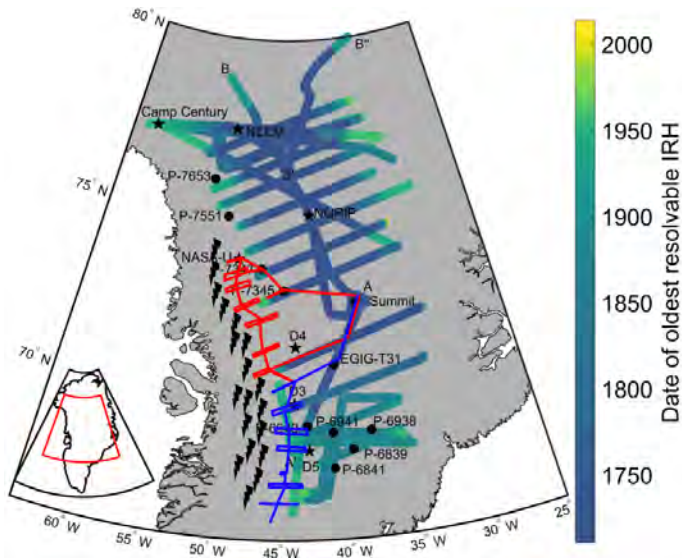 80° N
75° N
70° N
60° W
55° W
50° W
45° W
40° W
35° W
30° W
25°
B
B"
Camp Century
NEEM
P-7653
P-7551
NGRIP
NASA-U
P-7345
A
Summit
D4
EGIG-T31
D3
P-6941
P-6938
P-6839
D5
P-6841
2000
1950
1900
1850
1800
1750
Date of oldest resolvable IRH